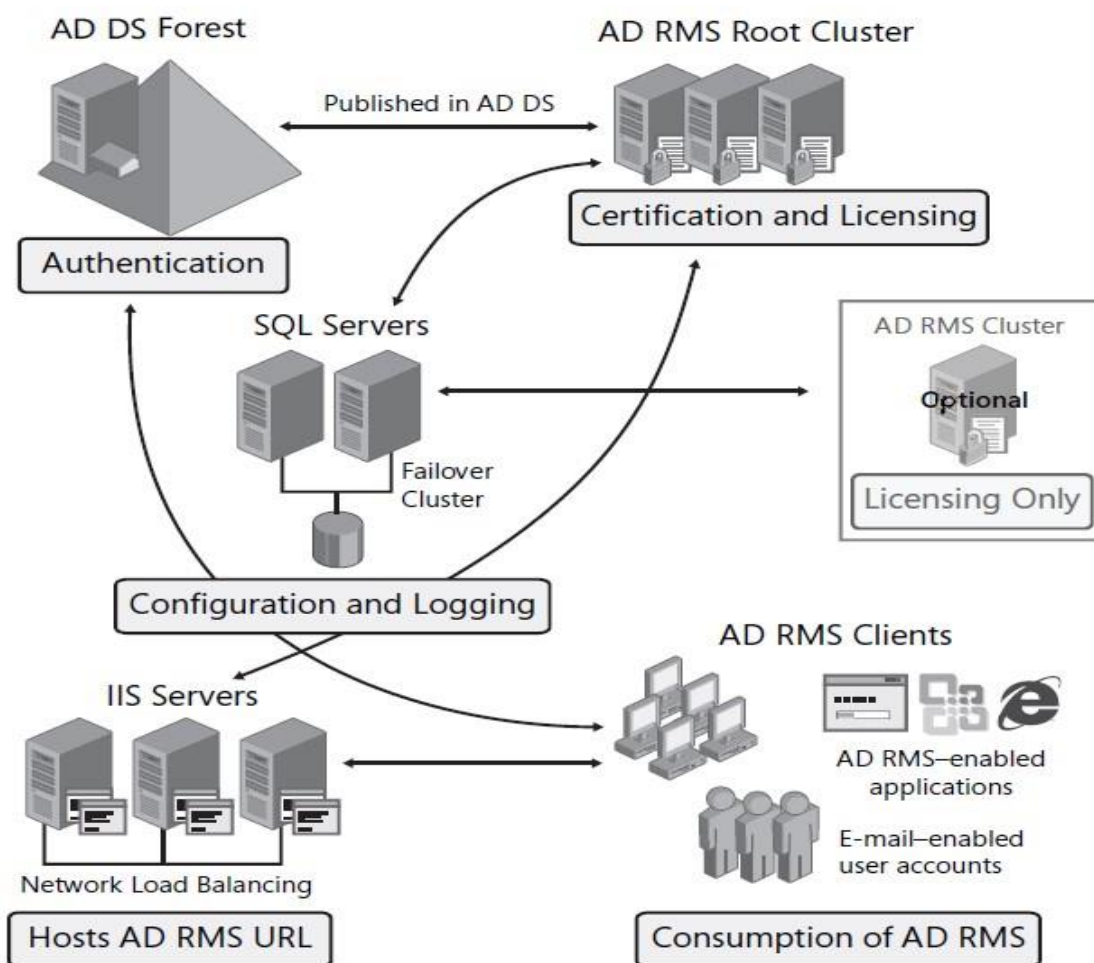 AD DS Forest
AD RMS Root Cluster
Published in AD DS
Certification and Licensing
Authentication
SQL Servers
AD RMS Cluster
Optional
Failover
Cluster
Licensing Only
Configuration and Logging
AD RMS Clients
IIS Servers
AD RMS–enabled
applications
E-mail–enabled
user accounts
Network Load Balancing
Hosts AD RMS URL
Consumption of AD RMS